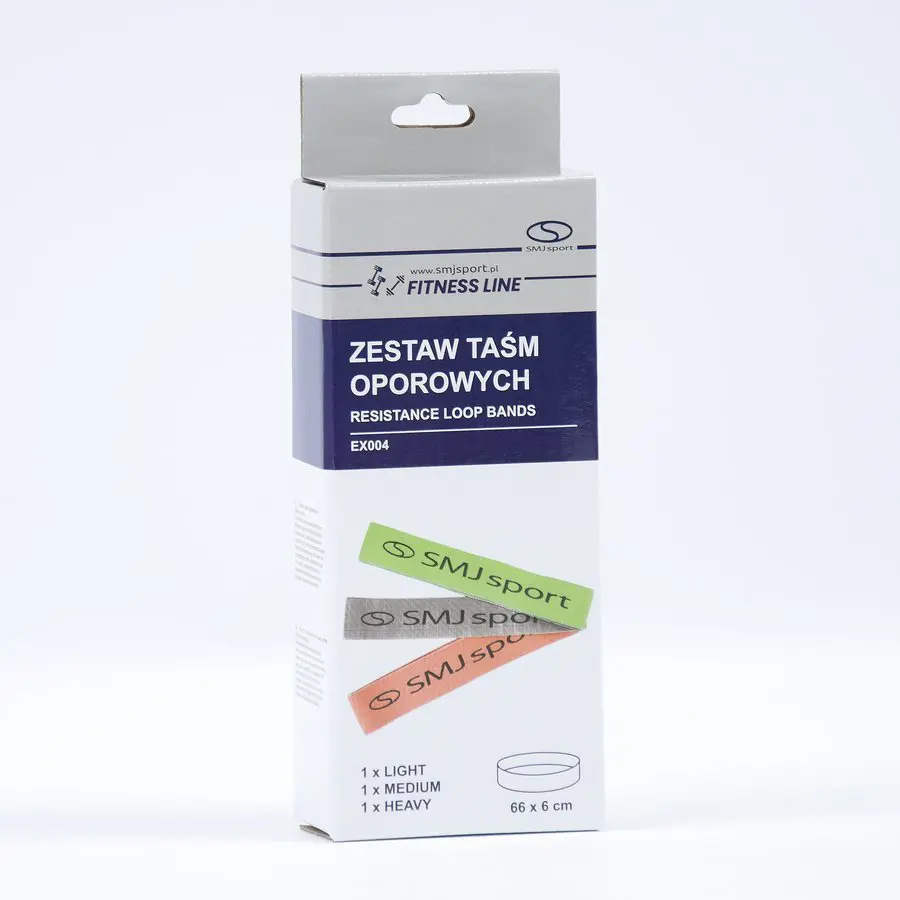 SMJ sport
www.smjsport.pl
FITNESS LINE
ZESTAW TAŚM
OPOROWYCH
RESISTANCE LOOP BANDS
EX004
SMJ sport
SMJ sport
SMJ spo
1 x LIGHT
1 x MEDIUM
1 x HEAVY
66 x 6 cm